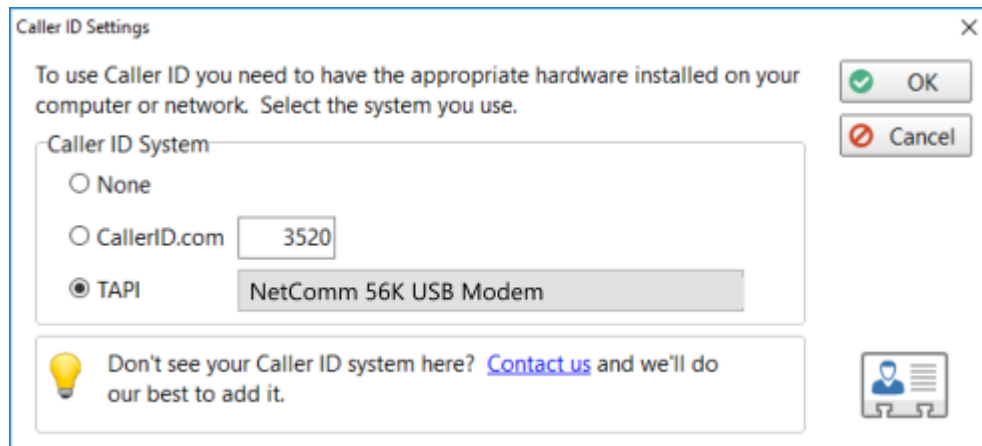 Caller ID Settings
To use Caller ID you need to have the appropriate hardware installed on your
computer or network.  Select the system you use.
OK
Cancel
Caller ID System
None
CallerID.com 3520
TAPI NetComm 56K USB Modem
Don't see your Caller ID system here?  Contact us and we'll do
our best to add it.